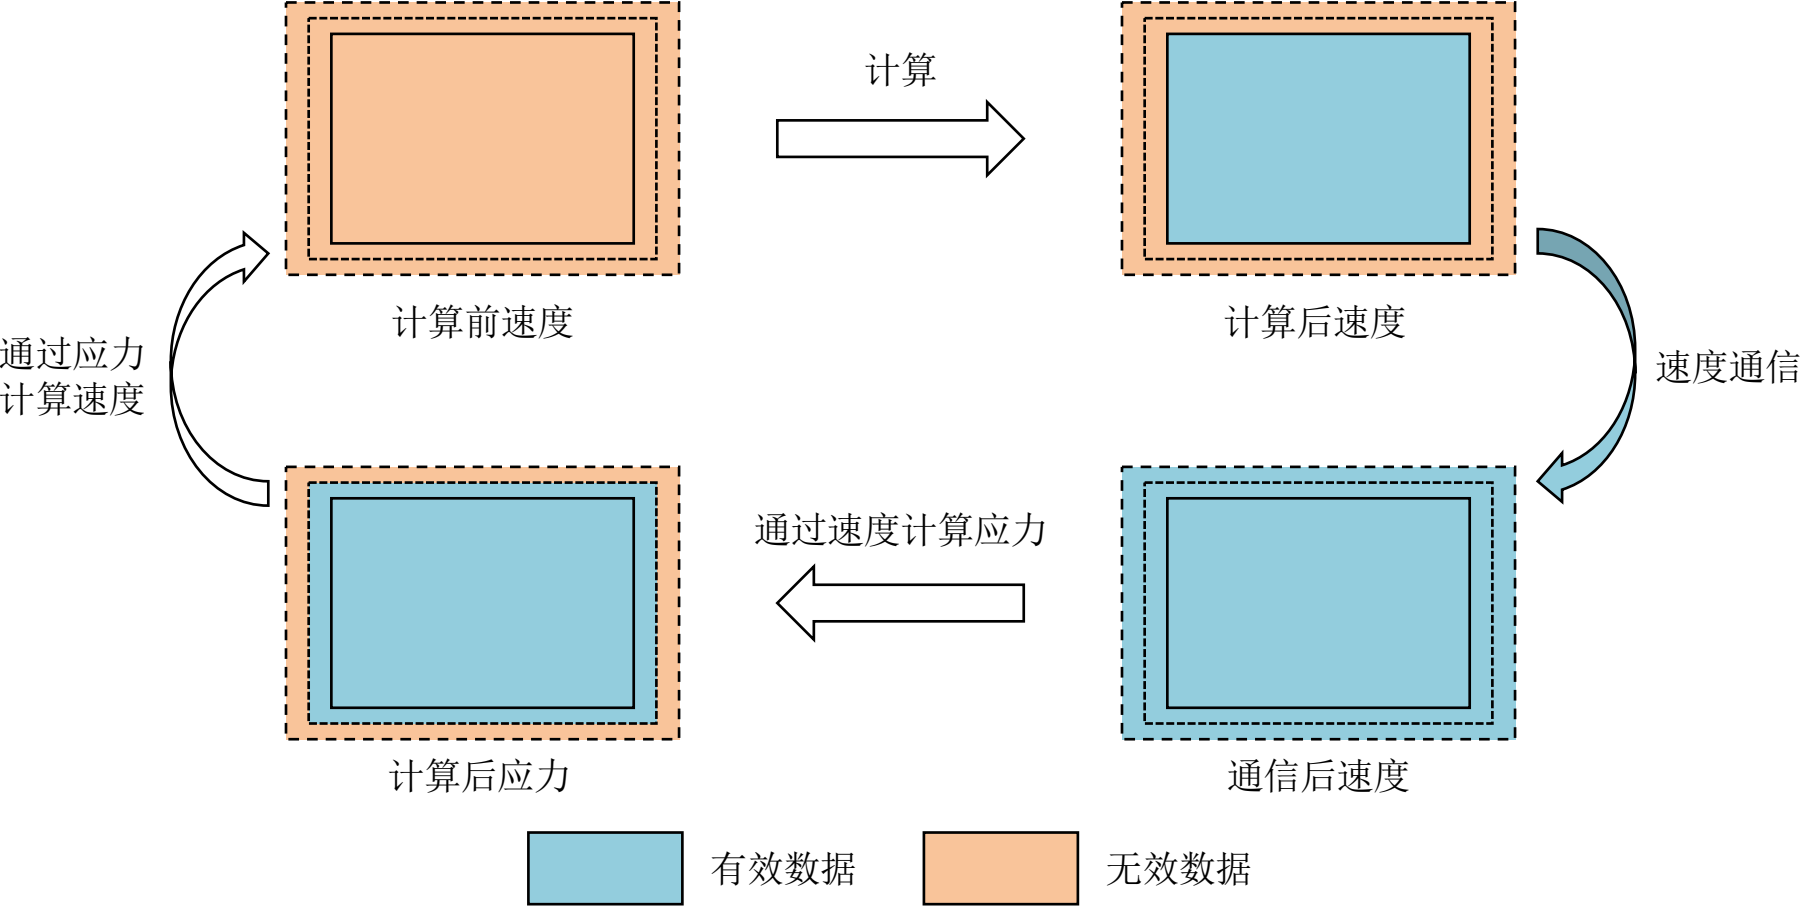 计算
计算前速度
计算后速度
通过应力
计算速度
速度通信
通过速度计算应力
计算后应力
通信后速度
有效数据
无效数据